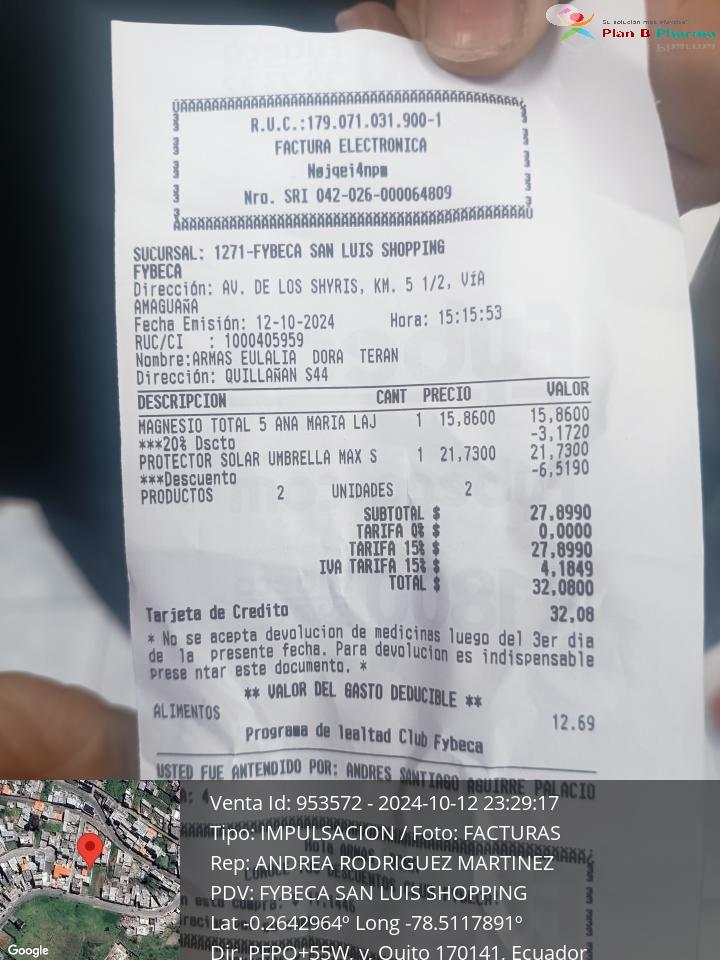 Su solución más efectiva
Plan B Pharma
R.U.C.:179.071.031.900-1
FACTURA ELECTRONICA
Nøjqei4npm
Nro. SRI 042-026-000064809
SUCURSAL: 1271-FYBECA SAN LUIS SHOPPING
FYBECA
Dirección: AV. DE LOS SHYRIS, KM. 5 1/2, VíA
AMAGUAñA
Fecha Emisión: 12-10-2024 Hora: 15:15:53
RUC/CI : 1000405959
Nombre:ARMAS EULALIA DORA TERAN
Dirección: QUILLAÑAN S44
DESCRIPCION CANT PRECIO VALOR
MAGNESIO TOTAL 5 ANA MARIA LAJ 1 15,8600 15,8600
***20% Dscto -3,1720
PROTECTOR SOLAR UMBRELLA MAX S 1 21,7300 21,7300
***Descuento -6,5190
PRODUCTOS 2 UNIDADES 2
SUBTOTAL $ 27,8990
TARIFA 0% $ 0,0000
TARIFA 15% $ 27,8990
IVA TARIFA 15% $ 4,1849
TOTAL $ 32,0800
Tarjeta de Credito 32,08
* No se acepta devolucion de medicinas luego del 3er dia
de la presente fecha. Para devolucion es indispensable
prese ntar este documento. *
** VALOR DEL GASTO DEDUCIBLE **
ALIMENTOS 12.69
Programa de lealtad Club Fybeca
USTED FUE ANTENDIDO POR: ANDRES SANTIAGO AGUIRRE PALACIO
Venta Id: 953572 - 2024-10-12 23:29:17
Tipo: IMPULSACION / Foto: FACTURAS
Rep: ANDREA RODRIGUEZ MARTINEZ
PDV: FYBECA SAN LUIS SHOPPING
Lat -0.2642964º Long -78.5117891º
Dir. PFPQ+55W, y, Quito 170141, Ecuador
Google